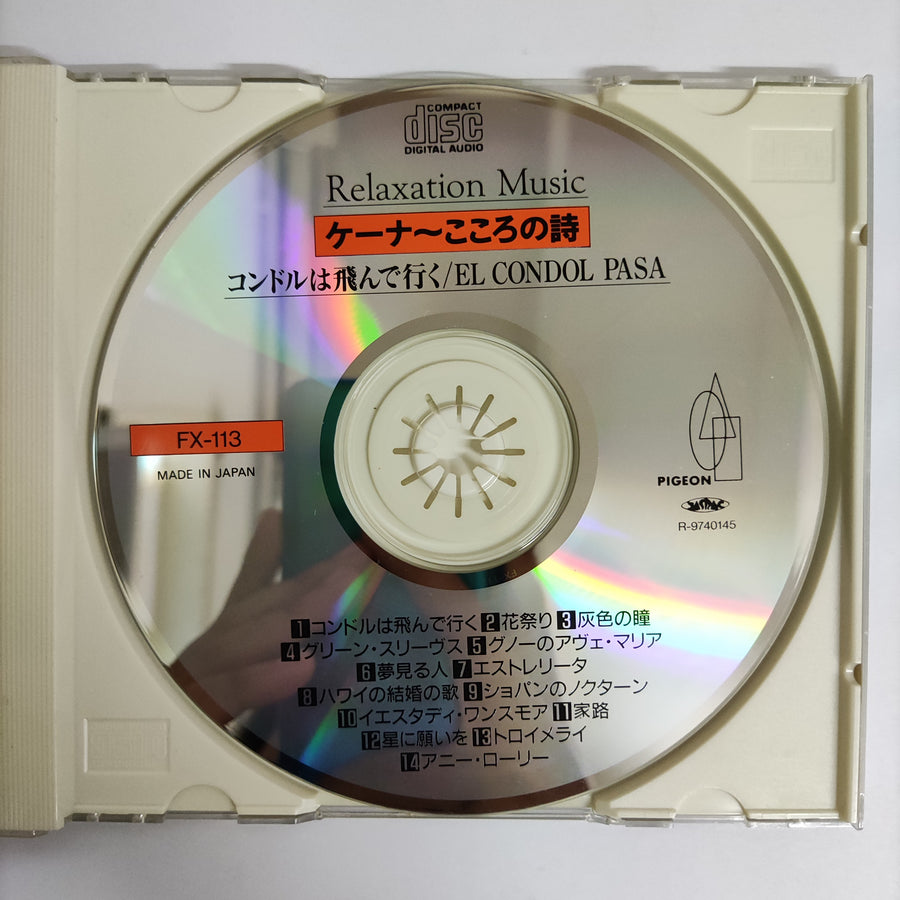 COMPACT
disc
DIGITAL AUDIO
Relaxation Music
ケーナ〜こころの詩
コンドルは飛んで行く/EL CONDOL PASA
FX-113
MADE IN JAPAN
PIGEON
JASRAC
R-9740145
1コンドルは飛んで行く2花祭り3灰色の瞳
4グリーン・スリーヴス5グノーのアヴェ・マリア
6夢見る人7エストレリータ
8ハワイの結婚の歌9ショパンのノクターン
10イエスタディ・ワンスモア11家路
12星に願いを13トロイメライ
14アニー・ローリー